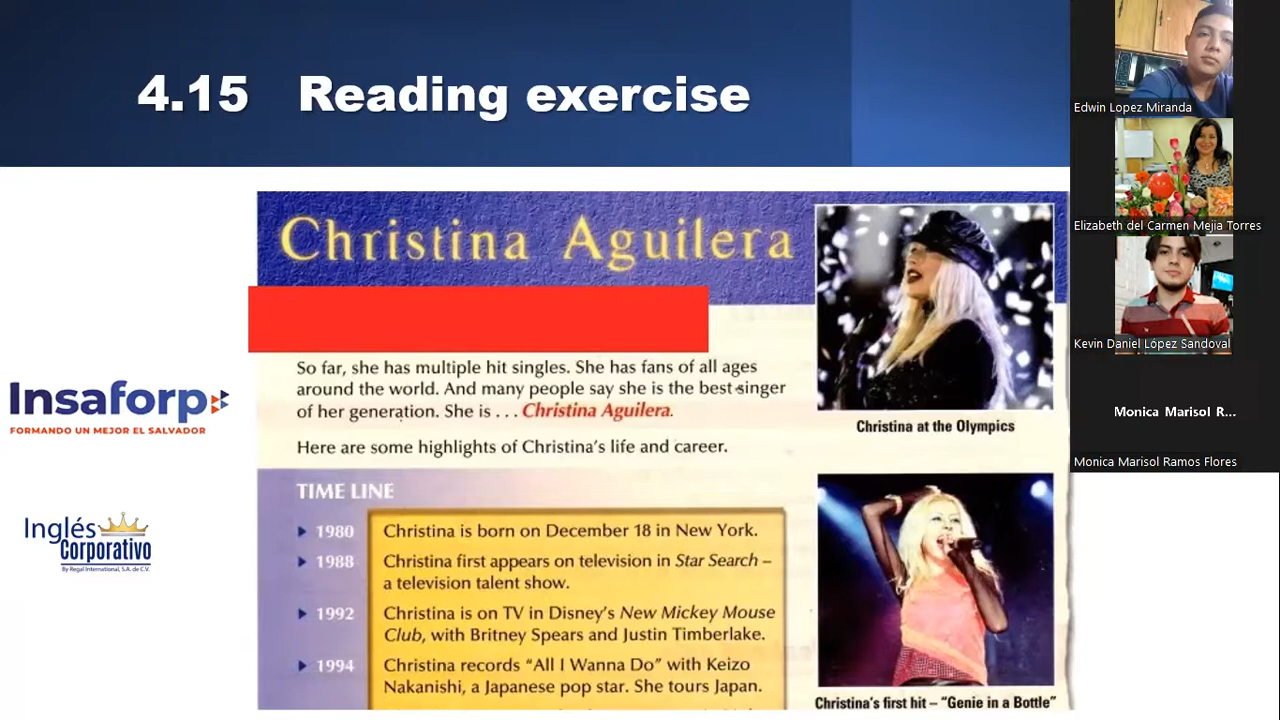 4.15 Reading exercise
Christina Aguilera
So far, she has multiple hit singles. She has fans of all ages
around the world. And many people say she is the best singer
of her generation. She is . . . Christina Aguilera.
Here are some highlights of Christina's life and career.
Christina at the Olympics
TIME LINE
1980 Christina is born on December 18 in New York.
1988 Christina first appears on television in Star Search –
a television talent show.
1992 Christina is on TV in Disney's New Mickey Mouse
Club, with Britney Spears and Justin Timberlake.
1994 Christina records "All I Wanna Do" with Keizo
Nakanishi, a Japanese pop star. She tours Japan.
Christina's first hit – "Genie in a Bottle"
Insaforp
FORMANDO UN MEJOR EL SALVADOR
Inglés
Corporativo
By Regal International, S.A. de C.V.
Edwin Lopez Miranda
Elizabeth del Carmen Mejia Torres
Kevin Daniel López Sandoval
Monica Marisol R...
Monica Marisol Ramos Flores